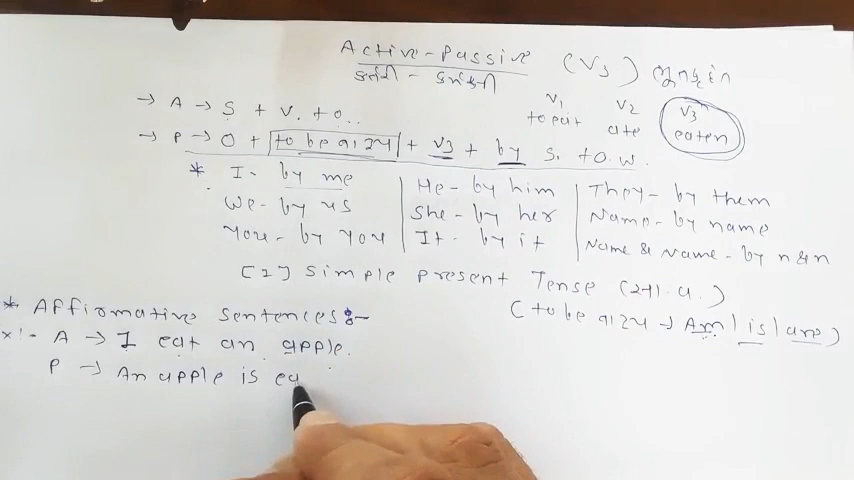 Active-Passive (V3)
કર્તરી - કર્મણી
→ A → S + V. + O..
V1 V2 V3
to eat ate eaten
→ P → O + to be વાળુ + V3 + by S. + O.W.
* I - by me He - by him They - by them
We - by us She - by her Name - by name
You - by You It - by it Name & Name - by n & n
[1] Simple Present Tense
* Affirmative Sentences :-
(to be વાળુ → Am | is | are)
A → I eat an apple.
P → An apple is ea